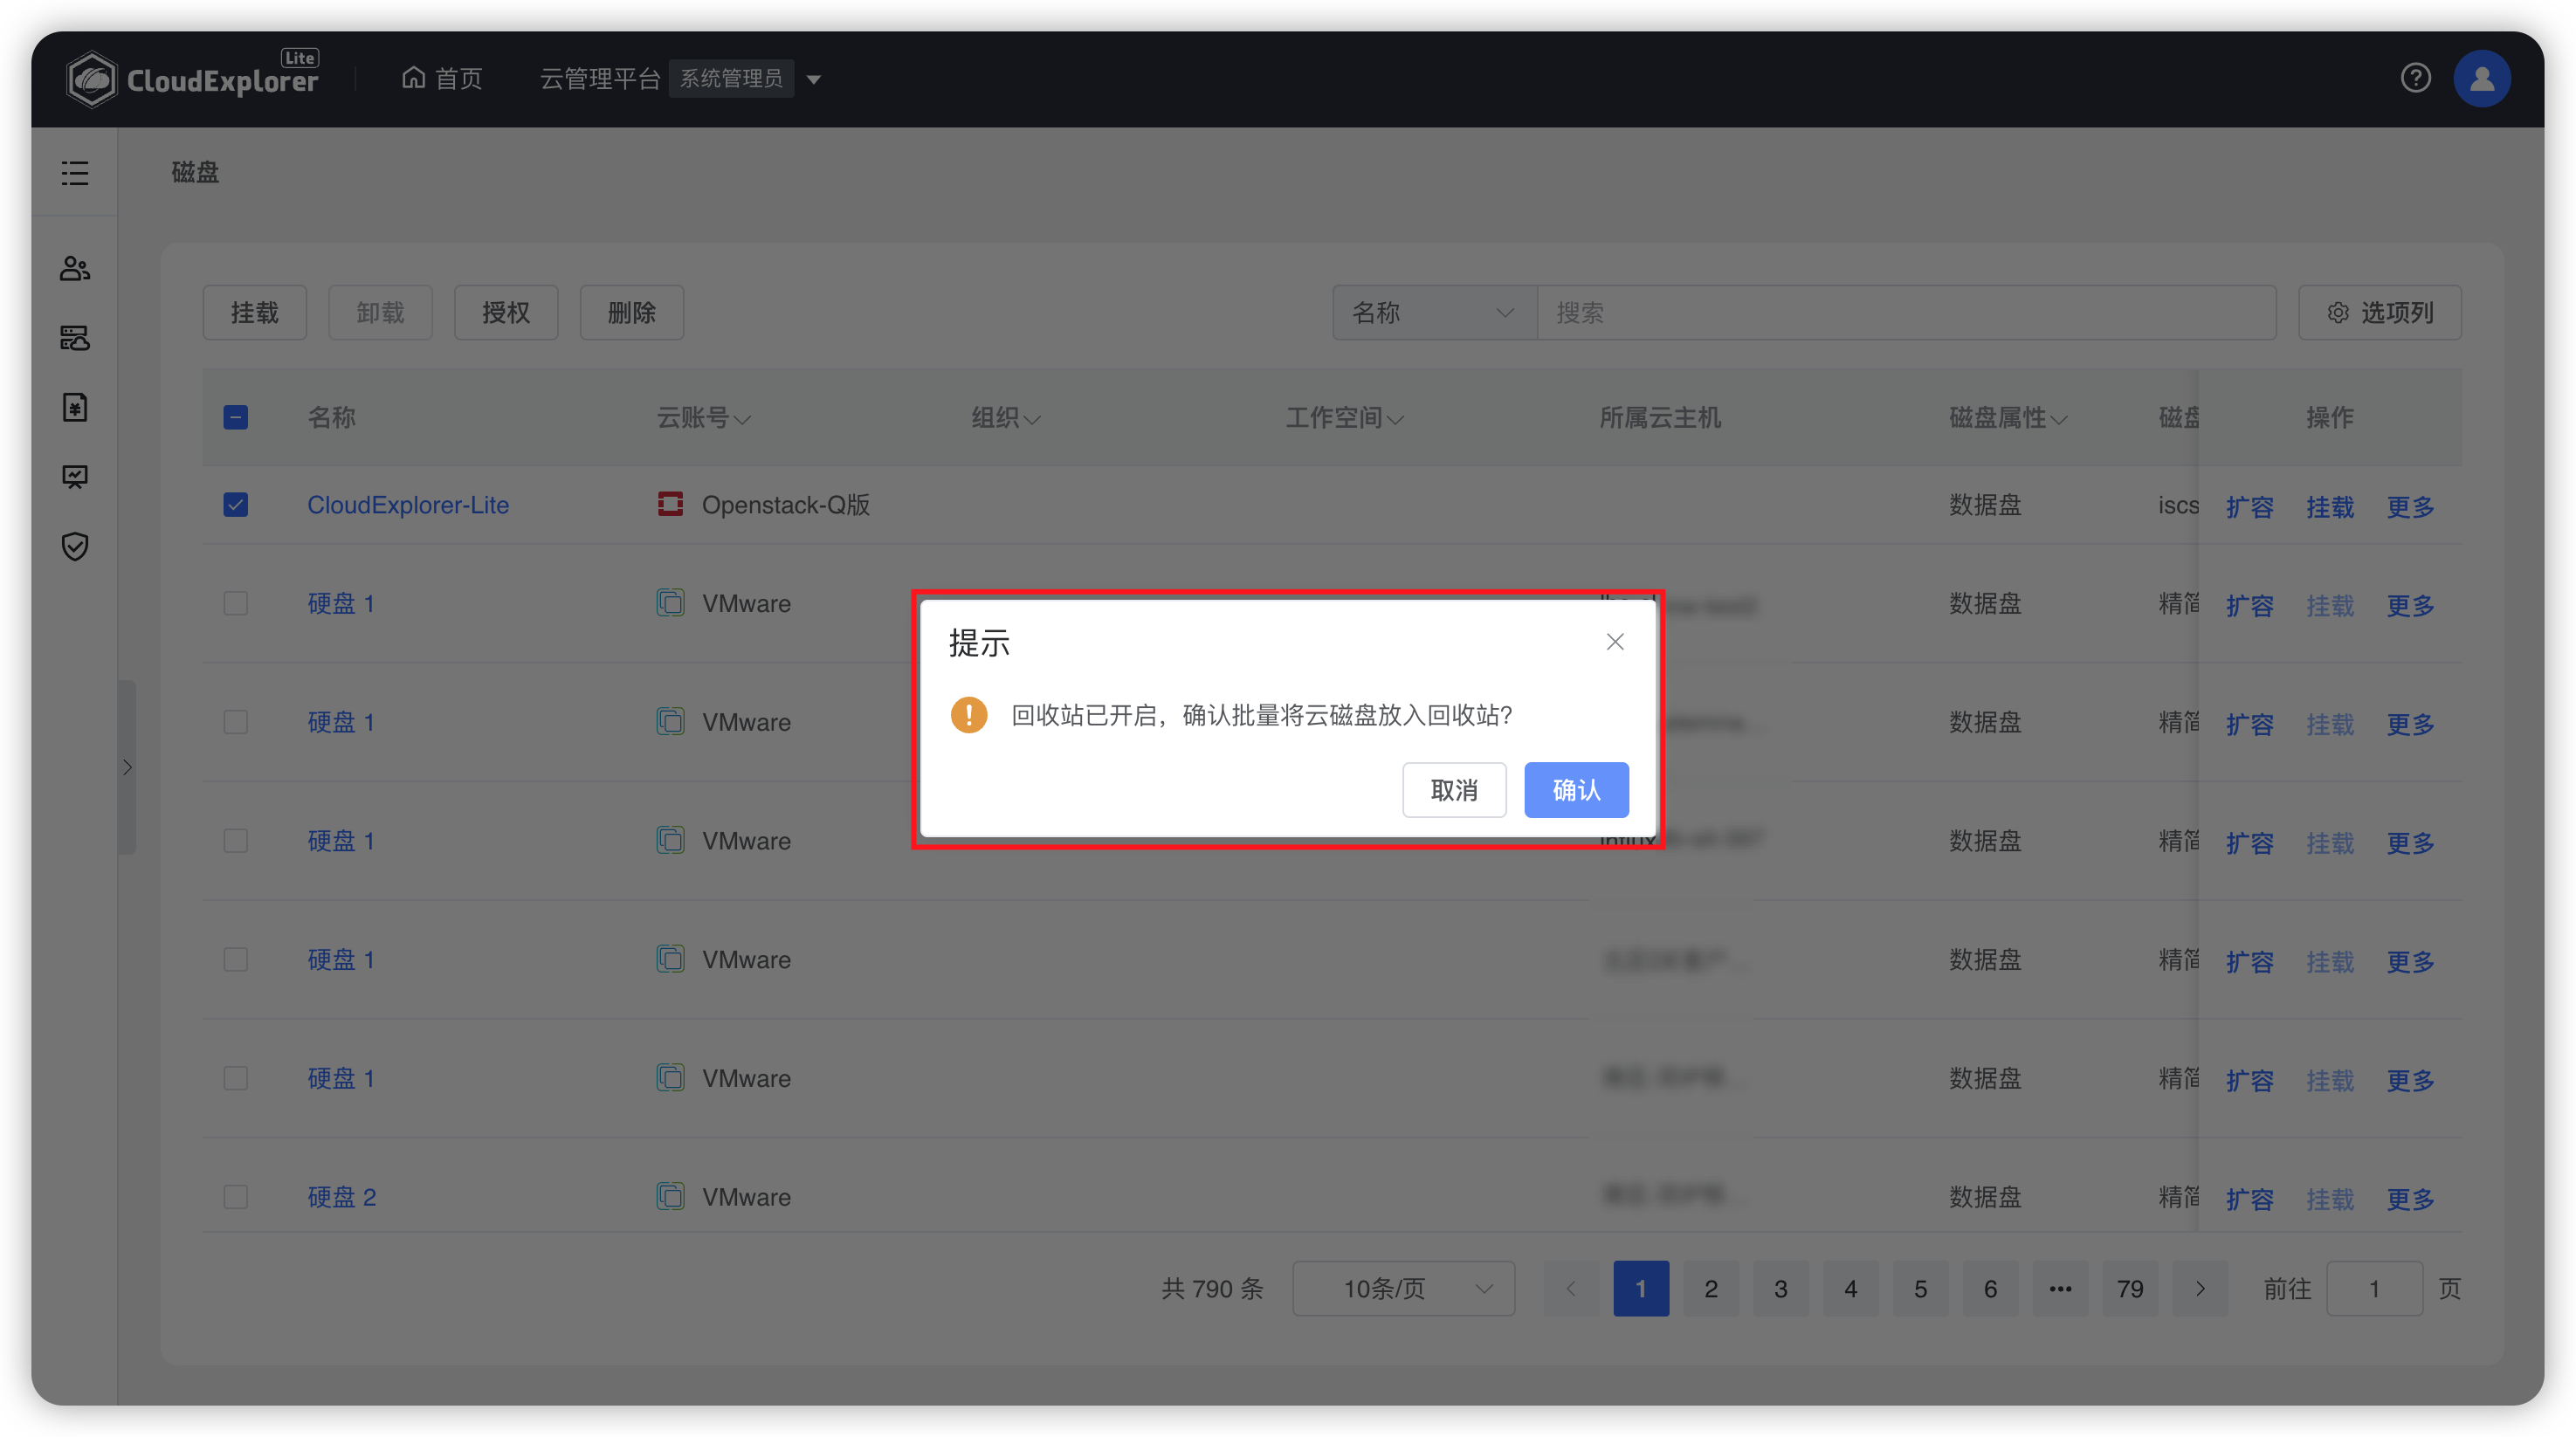 CloudExplorer Lite 首页 云管理平台 系统管理员
磁盘
挂载 卸载 授权 删除 名称 搜索 选项列
名称 云账号 组织 工作空间 所属云主机 磁盘属性 磁盘 操作
CloudExplorer-Lite Openstack-Q版 数据盘 iscs 扩容 挂载 更多
硬盘 1 VMware 数据盘 精简 扩容 挂载 更多
提示
回收站已开启，确认批量将云磁盘放入回收站?
取消 确认
硬盘 1 VMware 数据盘 精简 扩容 挂载 更多
硬盘 1 VMware 数据盘 精简 扩容 挂载 更多
硬盘 1 VMware 数据盘 精简 扩容 挂载 更多
硬盘 1 VMware 数据盘 精简 扩容 挂载 更多
硬盘 2 VMware 数据盘 精简 扩容 挂载 更多
共 790 条 10条/页 1 2 3 4 5 6 ••• 79 前往 1 页